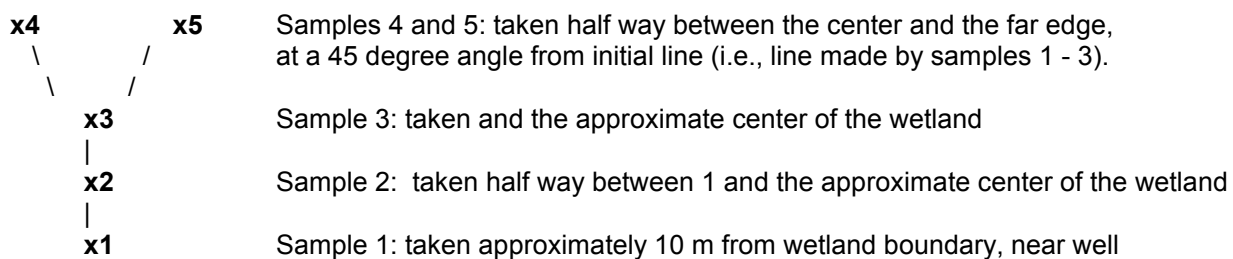 x4 x5 Samples 4 and 5: taken half way between the center and the far edge,
\ / at a 45 degree angle from initial line (i.e., line made by samples 1 - 3).
\ /
x3 Sample 3: taken and the approximate center of the wetland
|
x2 Sample 2: taken half way between 1 and the approximate center of the wetland
|
x1 Sample 1: taken approximately 10 m from wetland boundary, near well